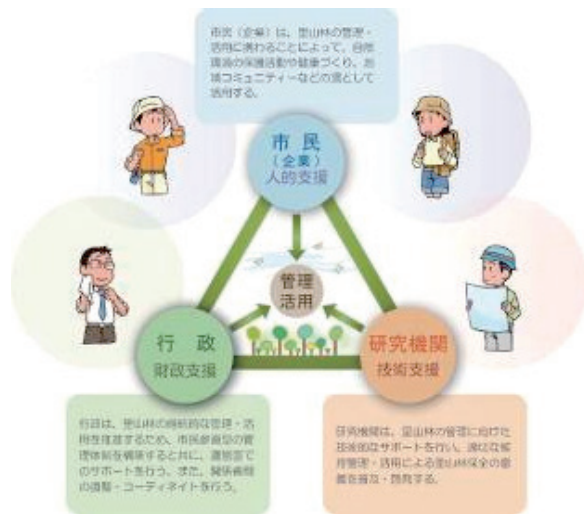 市民（企業）は、里山林の管理・
活用に携わることによって、自然
環境の保護活動や健康づくり、地
域コミュニティーなどの場として
活用する。
市民
（企業）
人的支援
管理
活用
行政
財政支援
研究機関
技術支援
行政は、里山林の持続的な管理・活
用を推進するため、市民参画型の管
理体制を構築すると共に、運営面で
のサポートを行う。また、関係機関
の調整・コーディネイトを行う。
研究機関は、里山林の管理に向けた
技術的なサポートを行い、適切な維
持管理・活用による里山林保全の意
義を普及・啓発する。